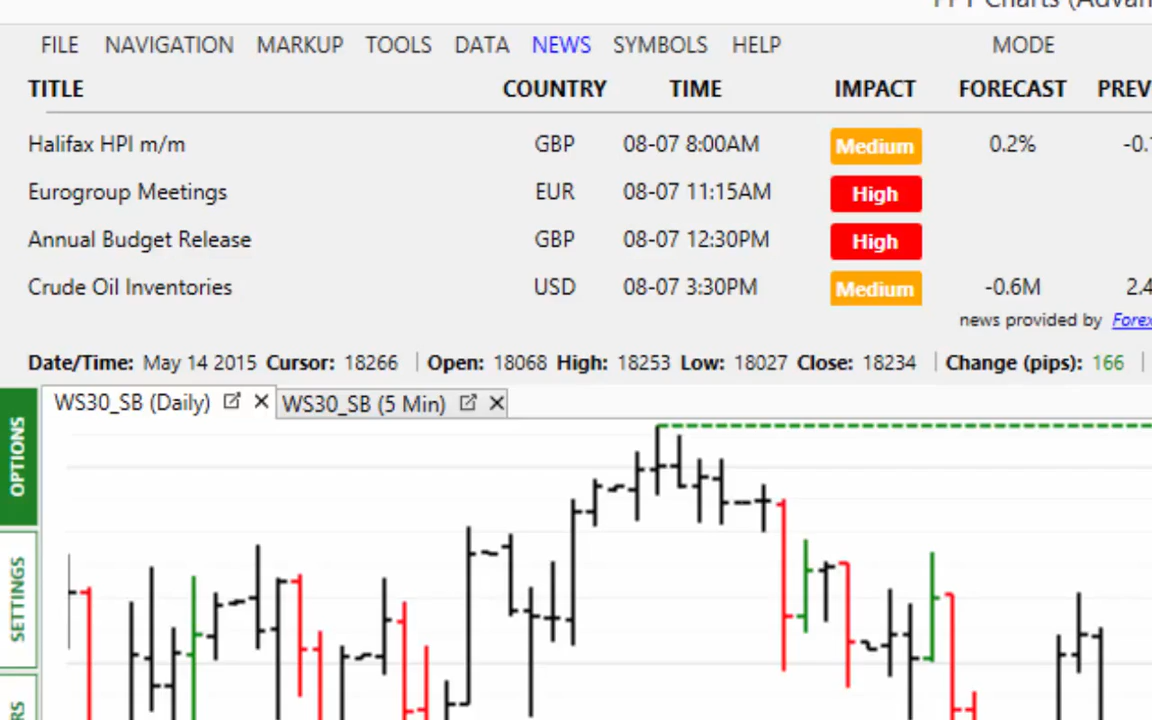 FILE NAVIGATION MARKUP TOOLS DATA NEWS SYMBOLS HELP MODE
TITLE COUNTRY TIME IMPACT FORECAST
Halifax HPI m/m GBP 08-07 8:00AM Medium 0.2%
Eurogroup Meetings EUR 08-07 11:15AM High
Annual Budget Release GBP 08-07 12:30PM High
Crude Oil Inventories USD 08-07 3:30PM Medium -0.6M
news provided by
Date/Time: May 14 2015 Cursor: 18266 | Open: 18068 High: 18253 Low: 18027 Close: 18234 | Change (pips): 166 |
WS30_SB (Daily) WS30_SB (5 Min)
OPTIONS
SETTINGS